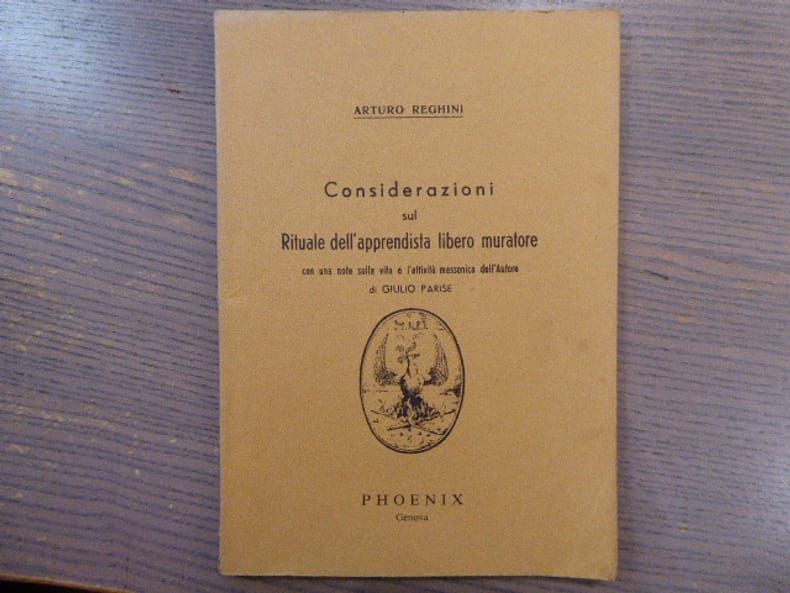 ARTURO REGHINI
Considerazioni
sul
Rituale dell'apprendista libero muratore
con una nota sulla vita e l'attività massonica dell'Autore
di GIULIO PARISE
PHOENIX
Genova